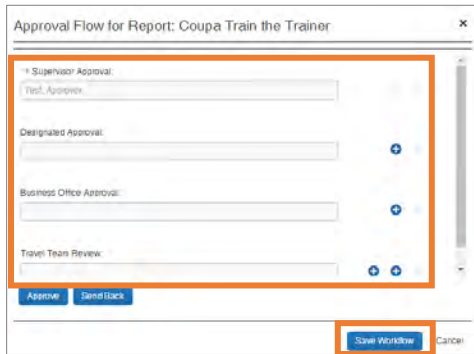 Approval Flow for Report: Coupa Train the Trainer ×
Supervisor Approval:
Test, Approver
Designated Approval:
Business Office Approval:
Travel Team Review:
Approve Send Back
Save Workflow Cancel